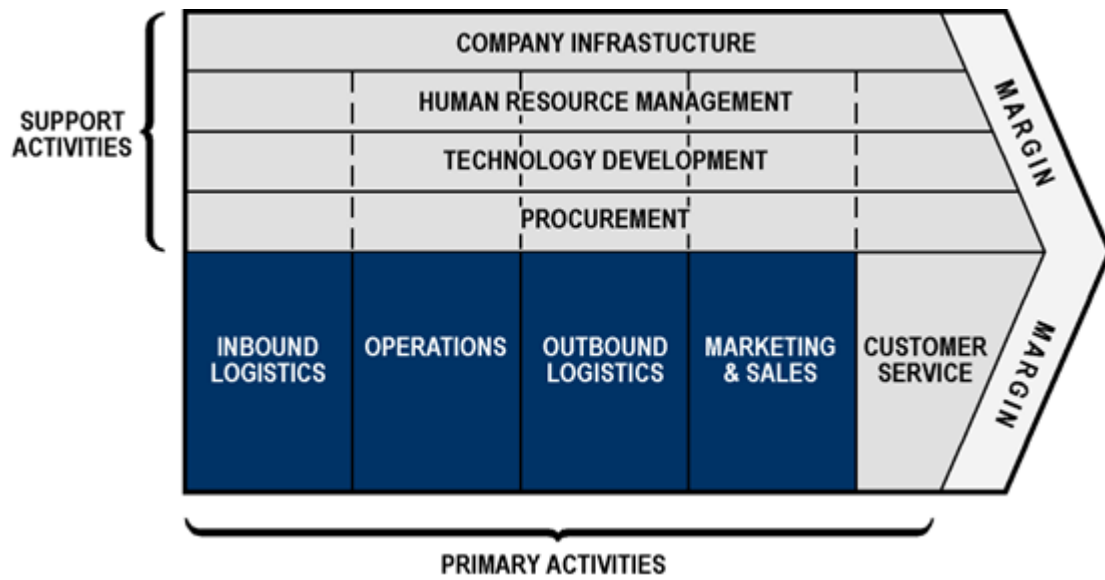 COMPANY INFRASTUCTURE
HUMAN RESOURCE MANAGEMENT
TECHNOLOGY DEVELOPMENT
PROCUREMENT
SUPPORT
ACTIVITIES
MARGIN
INBOUND
LOGISTICS
OPERATIONS
OUTBOUND
LOGISTICS
MARKETING
& SALES
CUSTOMER
SERVICE
MARGIN
PRIMARY ACTIVITIES